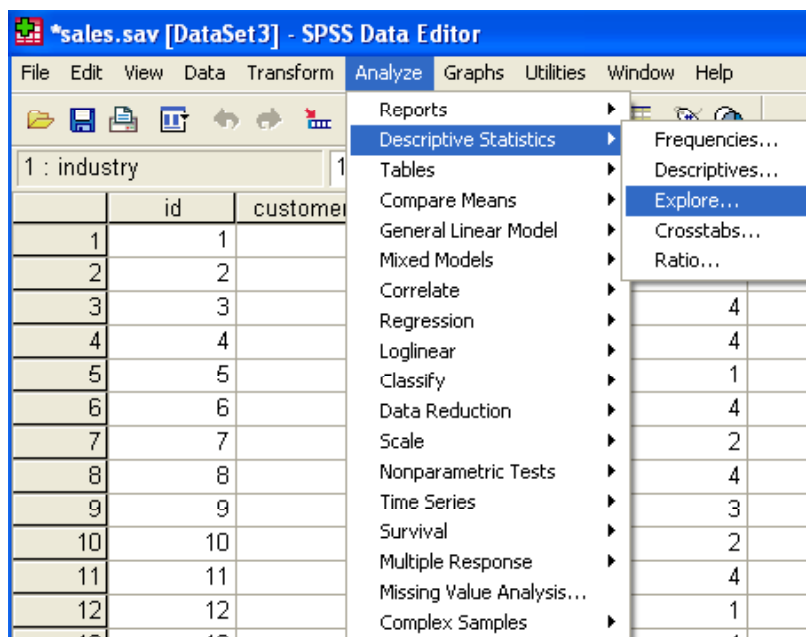 *sales.sav [DataSet3] - SPSS Data Editor
File Edit View Data Transform Analyze Graphs Utilities Window Help
1 : industry 1
id customer
Reports
Descriptive Statistics
Tables
Compare Means
General Linear Model
Mixed Models
Correlate
Regression
Loglinear
Classify
Data Reduction
Scale
Nonparametric Tests
Time Series
Survival
Multiple Response
Missing Value Analysis...
Complex Samples
Frequencies...
Descriptives...
Explore...
Crosstabs...
Ratio...
1 1
2 2
3 3 4
4 4 4
5 5 1
6 6 4
7 7 2
8 8 4
9 9 3
10 10 2
11 11 4
12 12 1